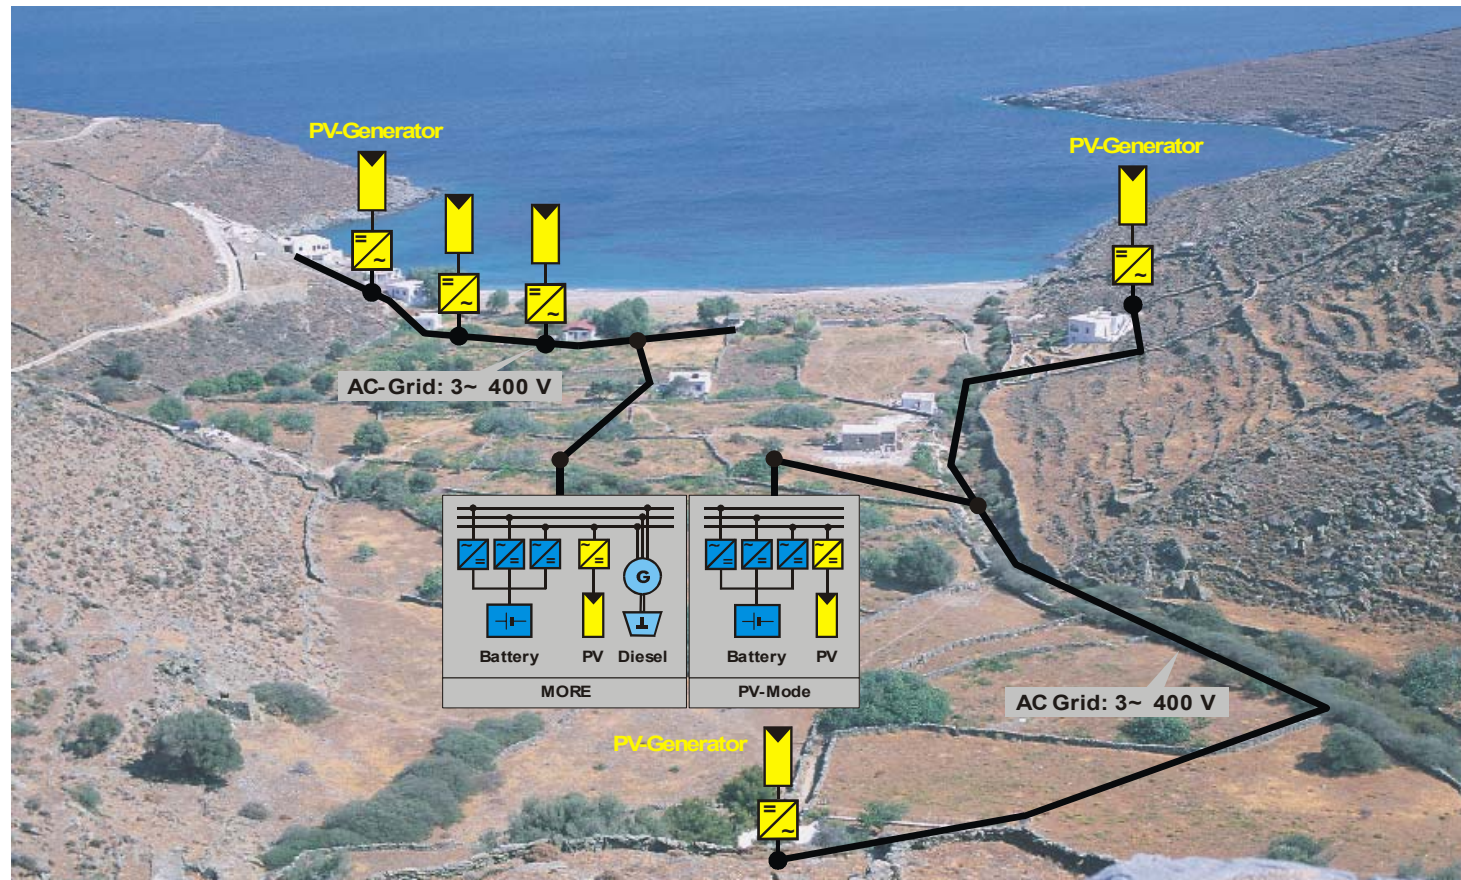 PV-Generator
PV-Generator
= ~
= ~
= ~
= ~
AC-Grid: 3~ 400 V
~ =
~ =
~ =
~ =
G
~ =
~ =
~ =
~ =
Battery PV Diesel
Battery PV
MORE
PV-Mode
AC Grid: 3~ 400 V
PV-Generator
= ~